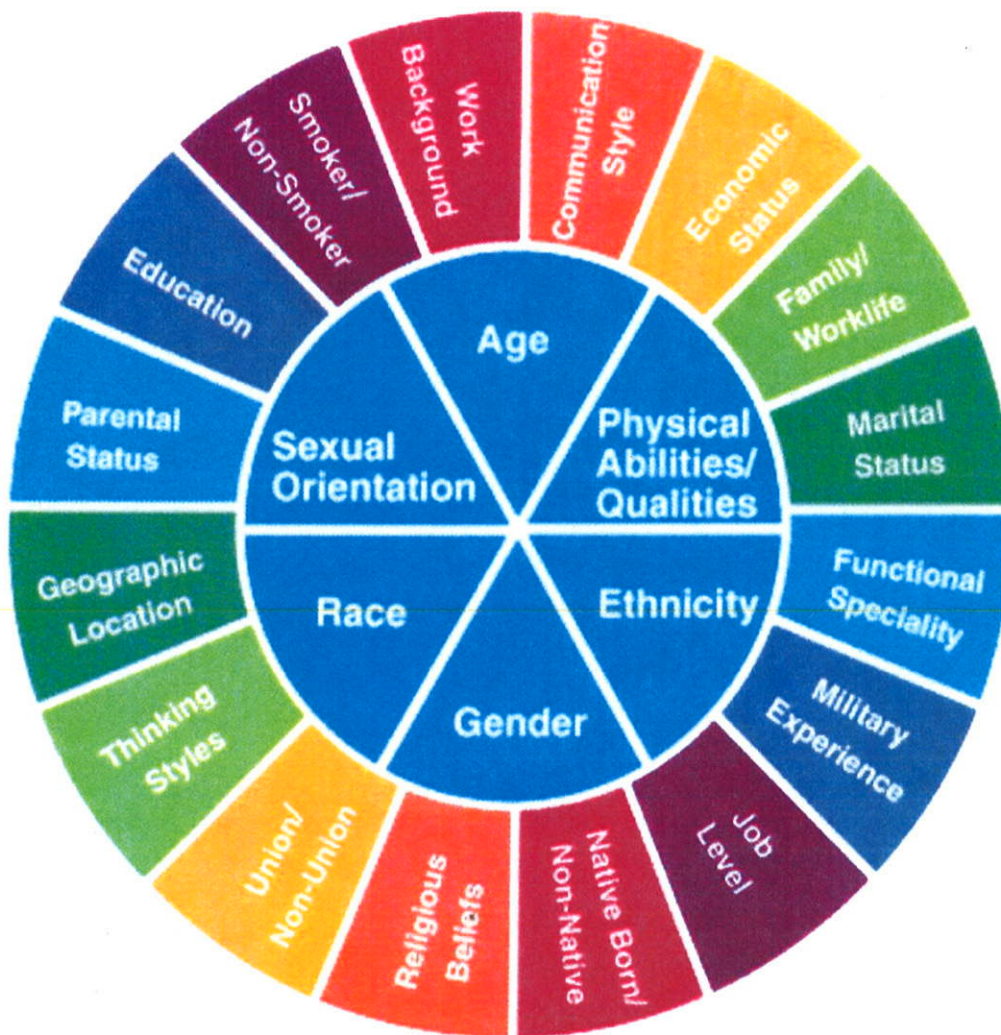 Communication
Style
Economic
Status
Family/
Worklife
Marital
Status
Functional
Speciality
Military
Experience
Job
Level
Native Born/
Non-Native
Religious
Beliefs
Union/
Non-Union
Thinking
Styles
Geographic
Location
Parental
Status
Education
Smoker/
Non-Smoker
Work
Background
Age
Physical
Abilities/
Qualities
Ethnicity
Gender
Race
Sexual
Orientation